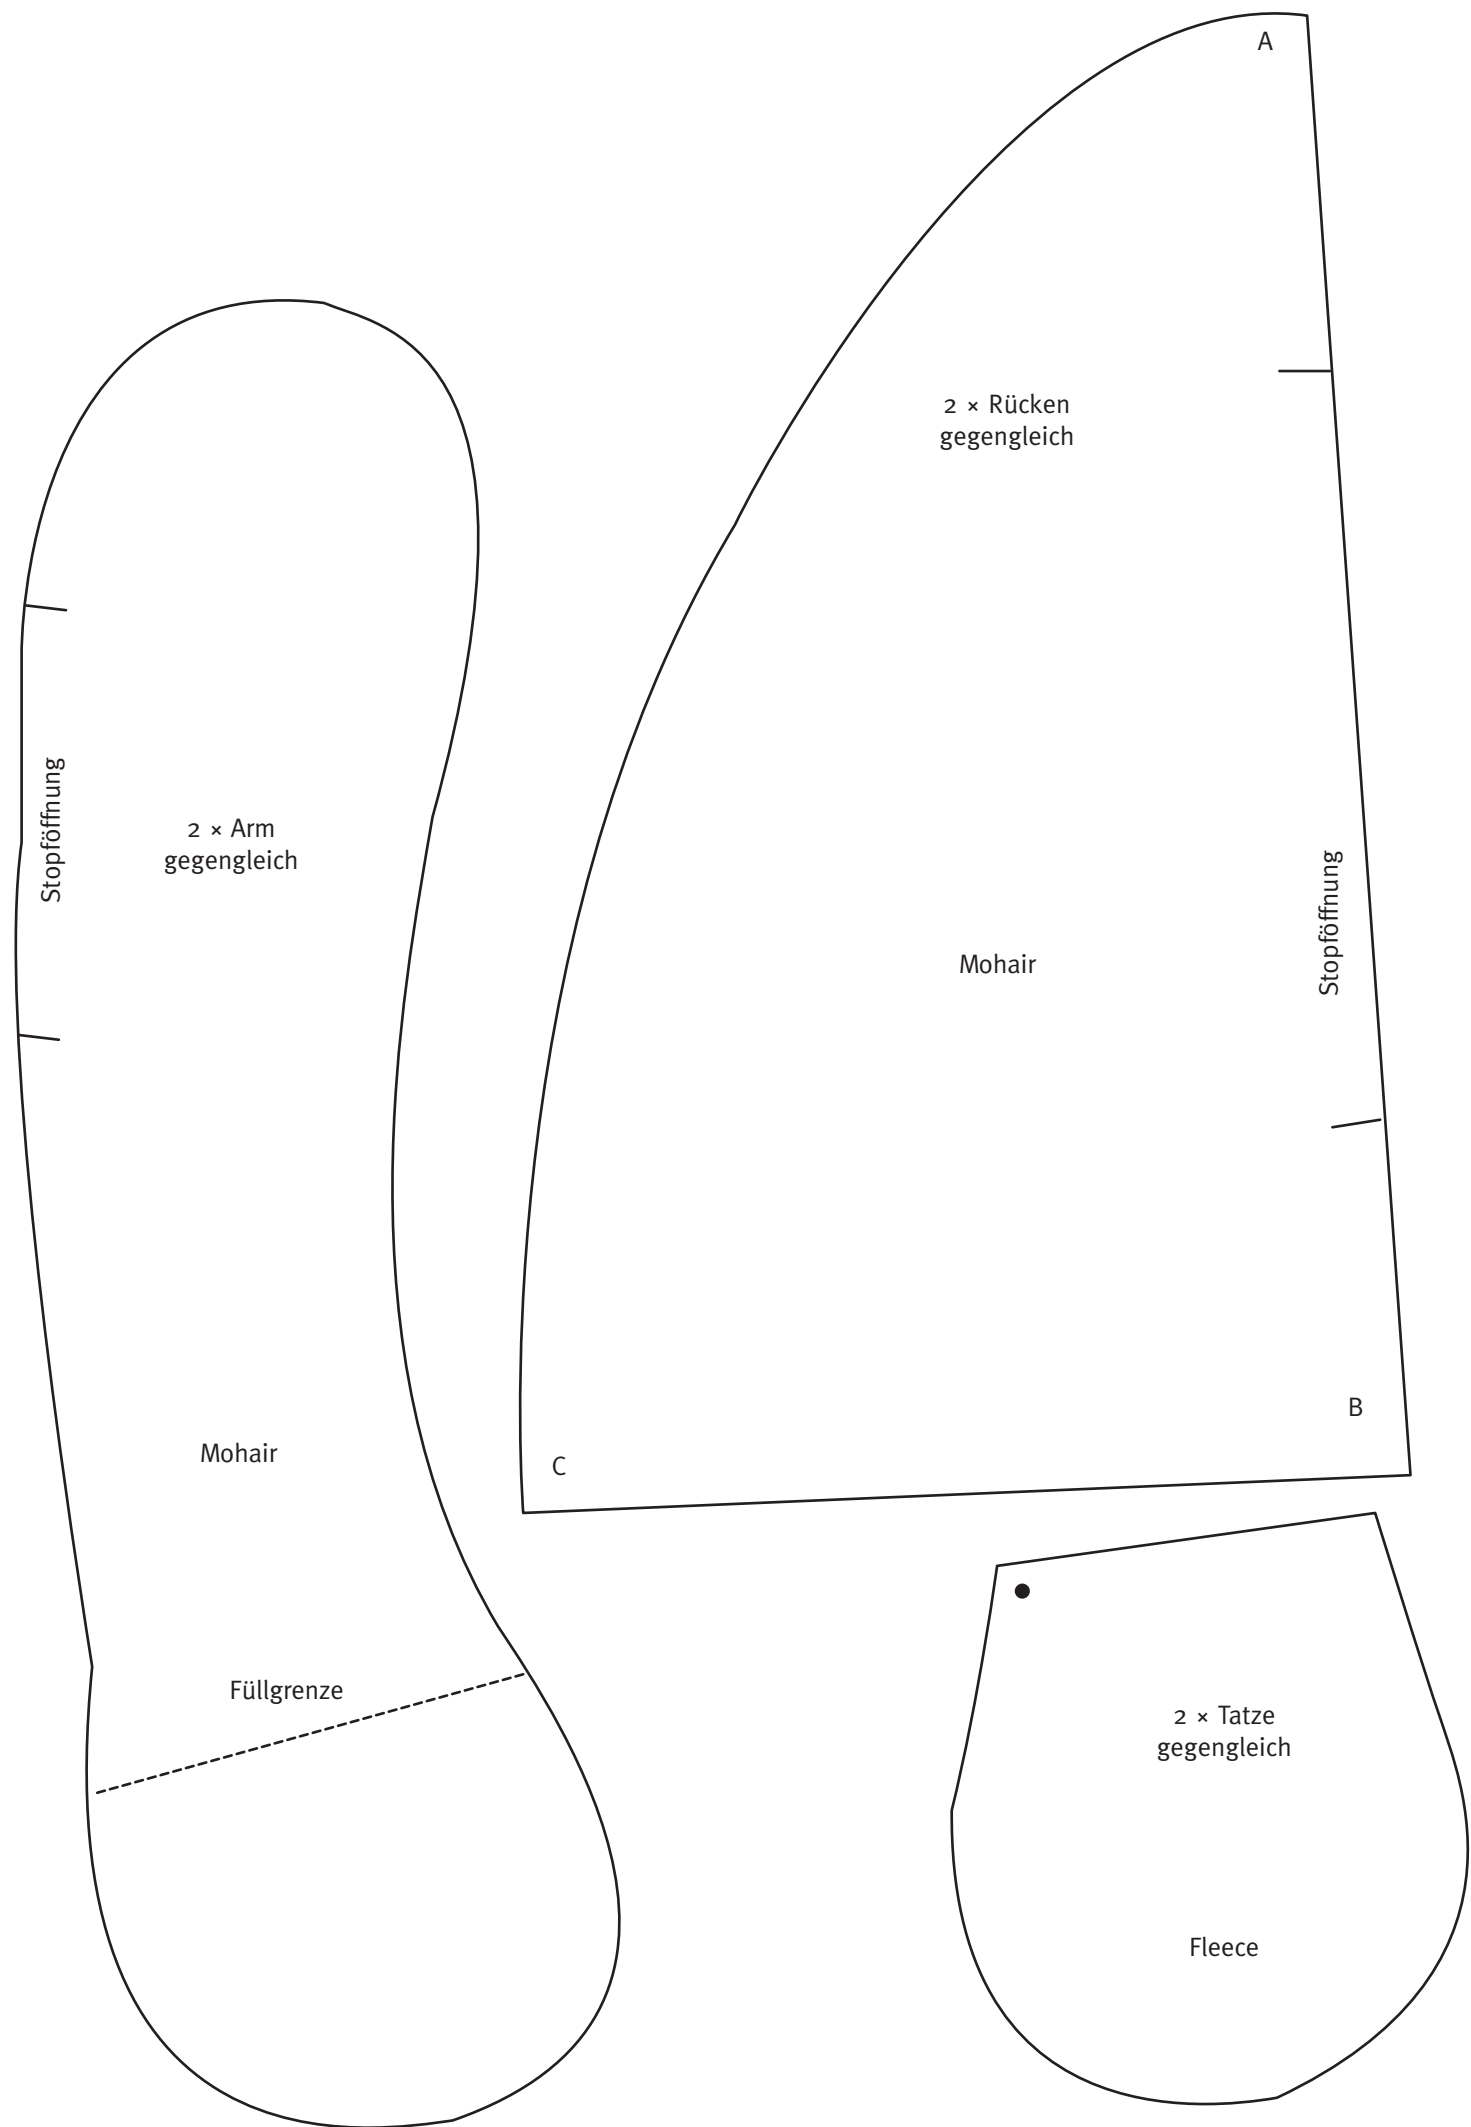 A
2 × Rücken
gegengleich
Stopföffnung
2 × Arm
gegengleich
Stopföffnung
Mohair
B
Mohair
C
Füllgrenze
2 × Tatze
gegengleich
Fleece